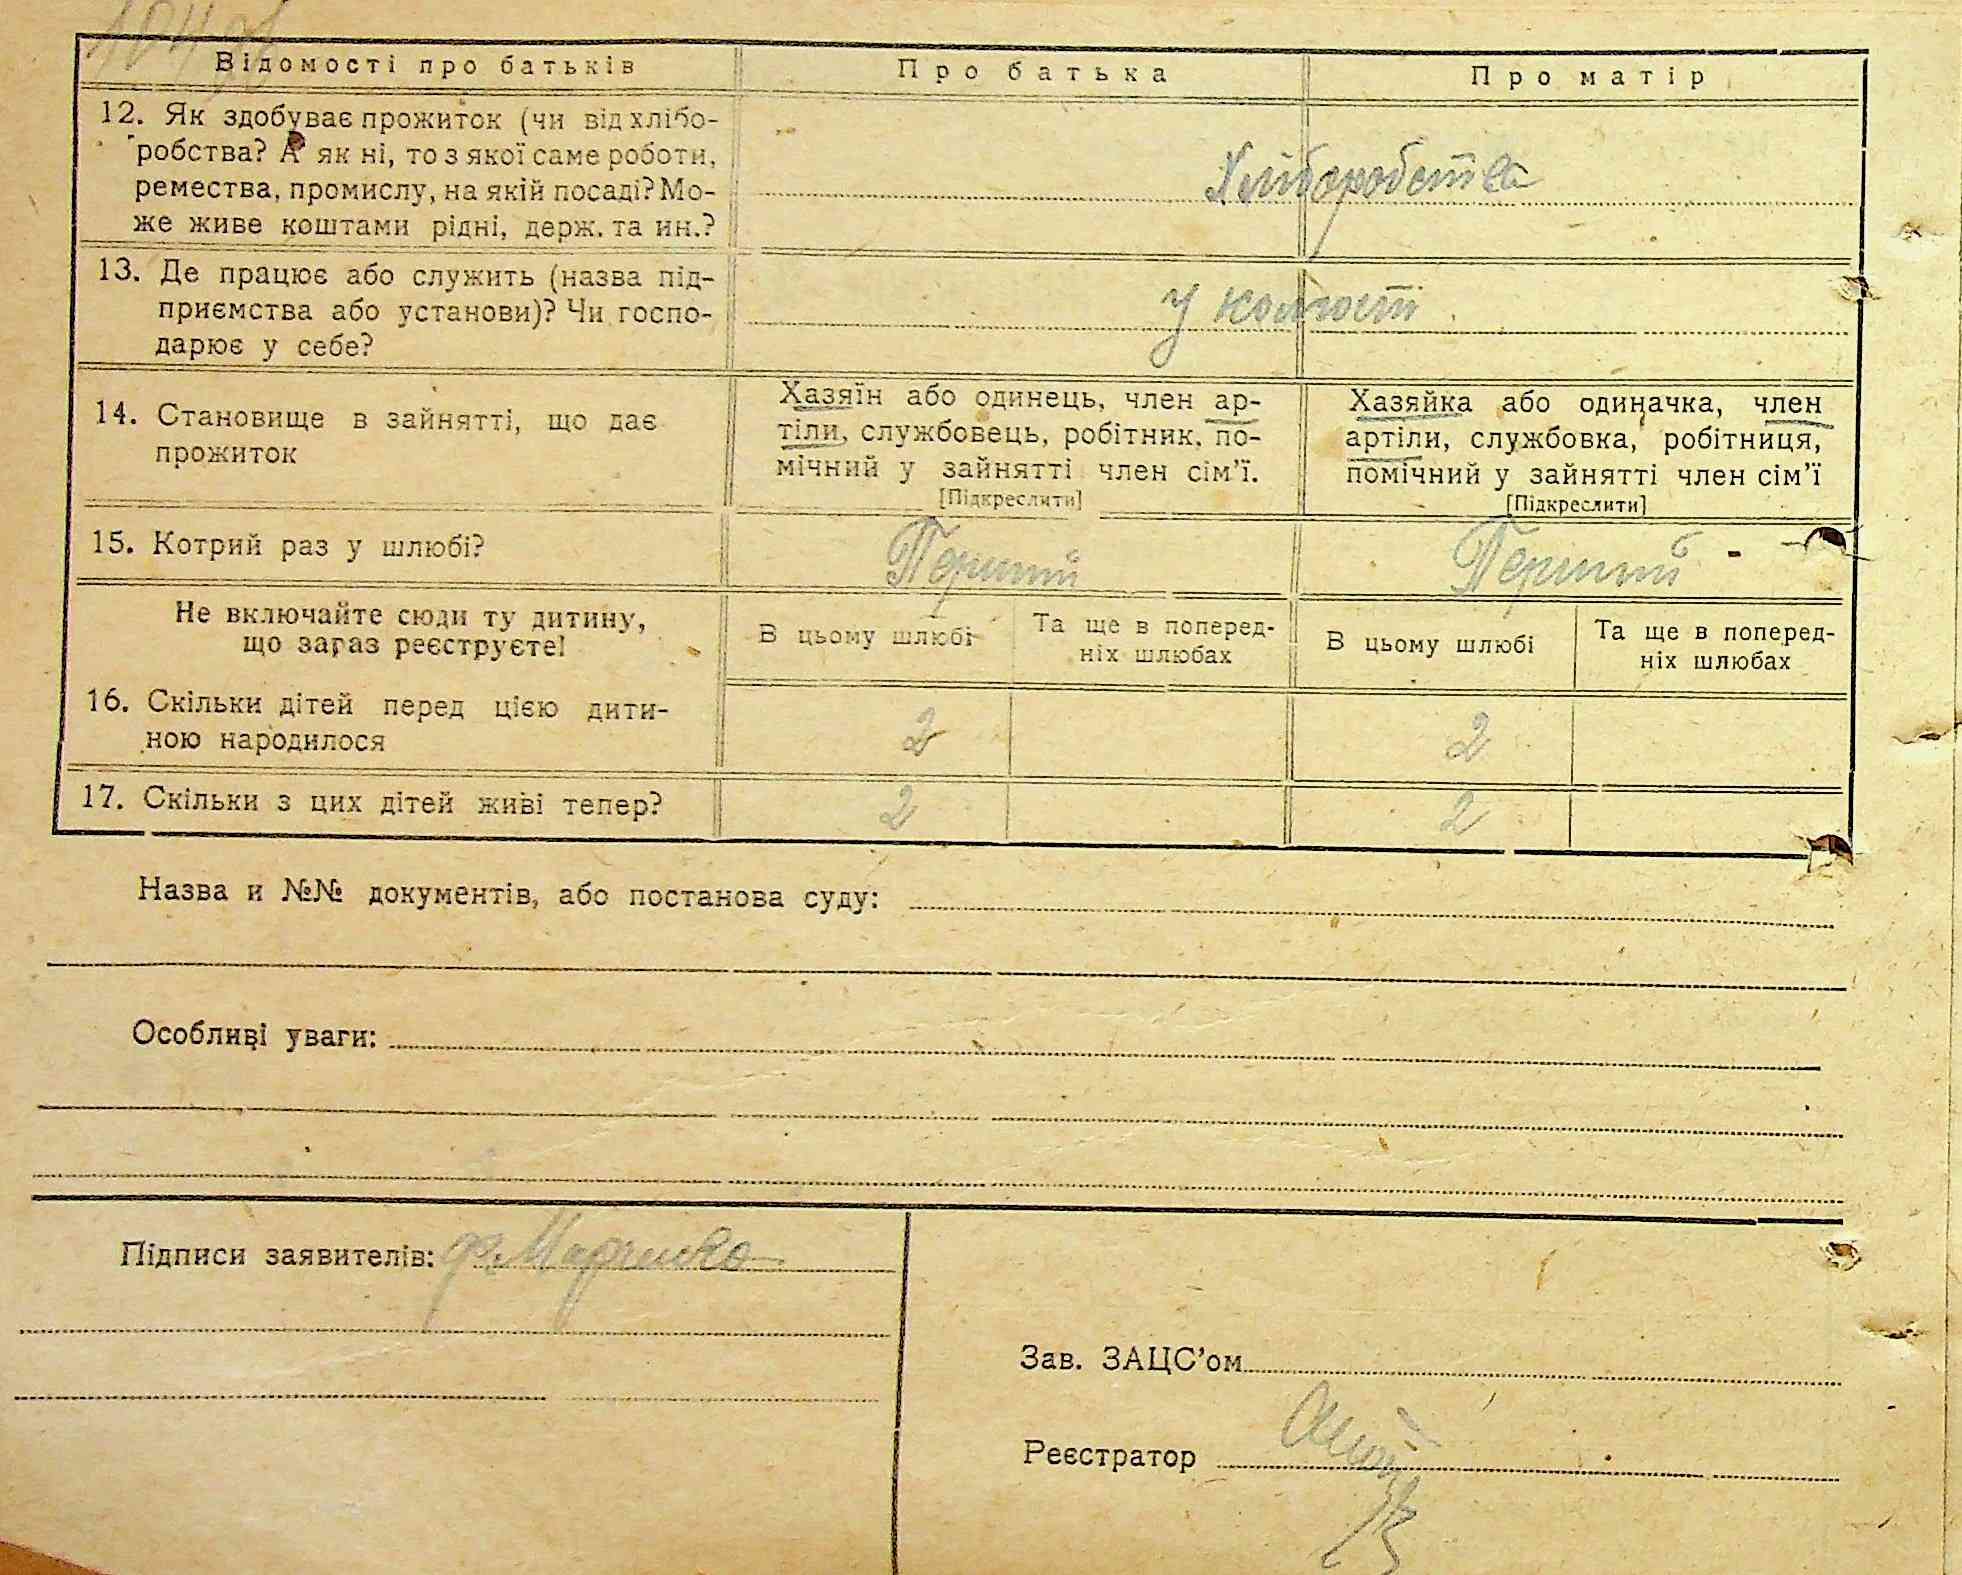 Відомості про батьків Про батька Про матір
12. Як здобуває прожиток (чи від хлібо-
робства? А як ні, то з якої саме роботи,
ремества, промислу, на якій посаді? Мо-
же живе коштами рідні, держ. та ин.?
Хліборобства
13. Де працює або служить (назва під-
приємства або установи)? Чи госпо-
дарює у себе?
У колгоспі
14. Становище в зайнятті, що дає
прожиток
Хазяїн або одинець, член ар-
тіли, службовець, робітник, по-
мічний у зайнятті член сім'ї.
[Підкреслити]
Хазяйка або одиначка, член
артіли, службовка, робітниця,
помічний у зайнятті член сім'ї
[Підкреслити]
15. Котрий раз у шлюбі? Перший Перший
Не включайте сюди ту дитину,
що зараз реєструєте!
В цьому шлюбі
Та ще в поперед-
ніх шлюбах
В цьому шлюбі
Та ще в поперед-
ніх шлюбах
16. Скільки дітей перед цією дити-
ною народилося
2 2
17. Скільки з цих дітей живі тепер? 2 2
Назва и №№ документів, або постанова суду:
Особливі уваги:
Підписи заявителів: Марченко
Зав. ЗАЦС'ом
Реєстратор